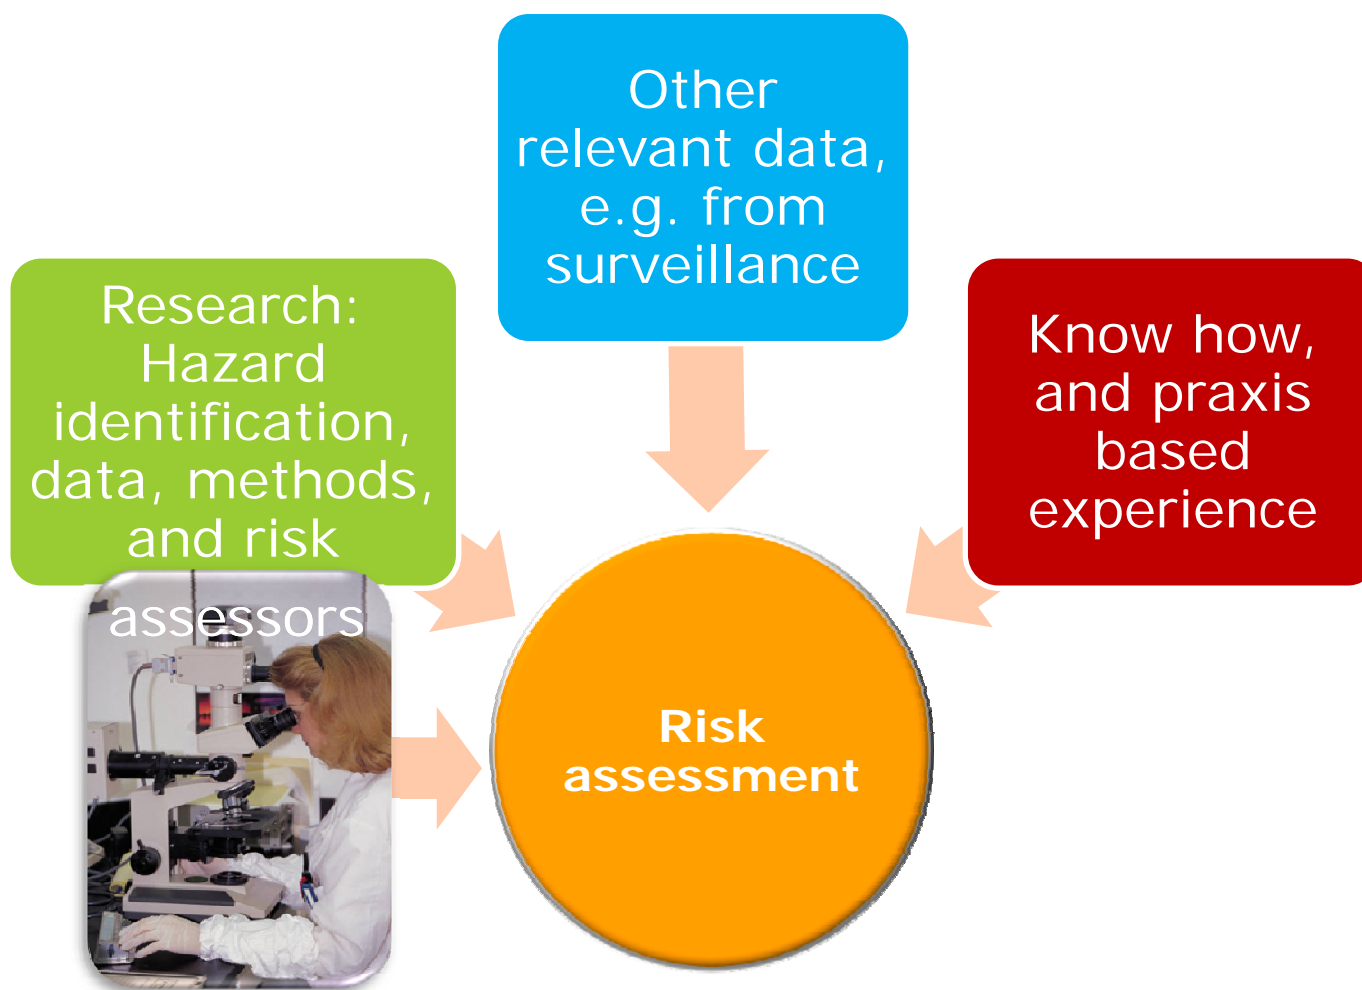 Other
relevant data,
e.g. from
surveillance
Research:
Hazard
identification,
data, methods,
and risk
assessors
Know how,
and praxis
based
experience
Risk
assessment